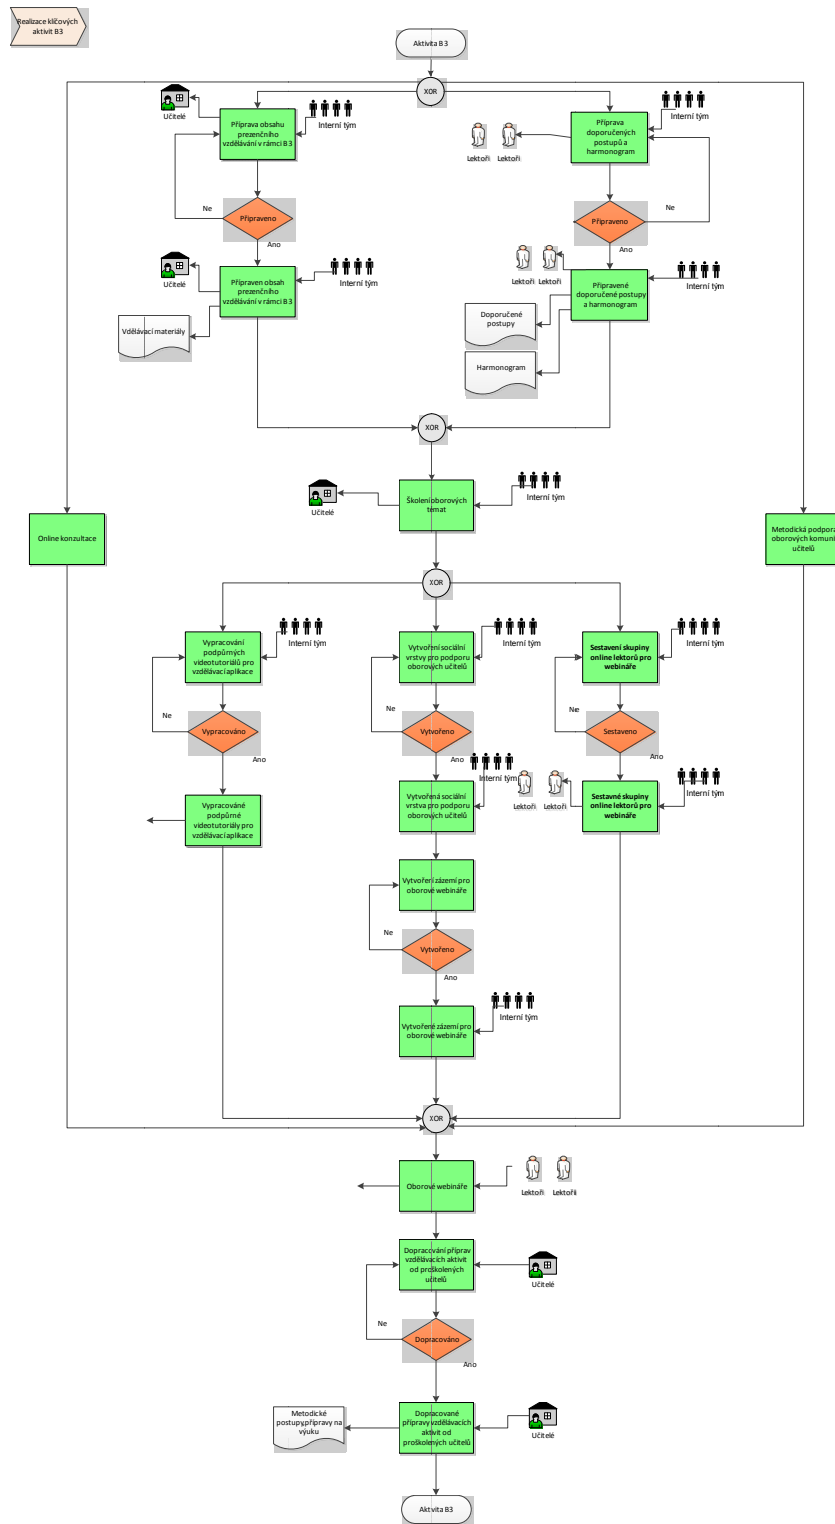 Realizace klíčových
aktivit B3
Aktivita B3
XOR
Učitelé
Interní tým
Příprava obsahu
prezenčního
vzdělávání v rámci B3
Lektoři
Lektoři
Příprava
doporučených
postupů a
harmonogram
Interní tým
Ne
Připraveno
Ano
Ne
Připraveno
Ano
Učitelé
Interní tým
Připraven obsah
prezenčního
vzdělávání v rámci B3
Vdělávací materiály
Lektoři
Lektoři
Interní tým
Připravené
doporučené postupy
a harmonogram
Doporučené
postupy
Harmonogram
XOR
Učitelé
Školení oborových
témat
Interní tým
Online konzultace
Metodická podpora
oborových komuni
učitelů
XOR
Vypracování
podpůrných
videotutoriálů pro
vzdělávací aplikace
Interní tým
Vytvoření sociální
vrstvy pro podporu
oborových učitelů
Interní tým
Sestavení skupiny
online lektorů pro
webináře
Interní tým
Ne
Vypracováno
Ano
Ne
Vytvořeno
Ano
Ne
Sestaveno
Ano
Vypracované
podpůrné
videotutoriály pro
vzdělávací aplikace
Interní tým
Vytvořená sociální
vrstva pro podporu
oborových učitelů
Lektoři
Lektoři
Sestavné skupiny
online lektorů pro
webináře
Interní tým
Vytvoření zázemí pro
oborové webináře
Ne
Vytvořeno
Ano
Vytvořené zázemí pro
oborové webináře
Interní tým
XOR
Oborové webináře
Lektoři
Lektoři
Dopracování příprav
vzdělávacích aktivit
od proškolených
učitelů
Učitelé
Ne
Dopracováno
Ano
Metodické
postupy,přípravy na
výuku
Dopracované
přípravy vzdělávacích
aktivit od
proškolených učitelů
Učitelé
Aktivita B3